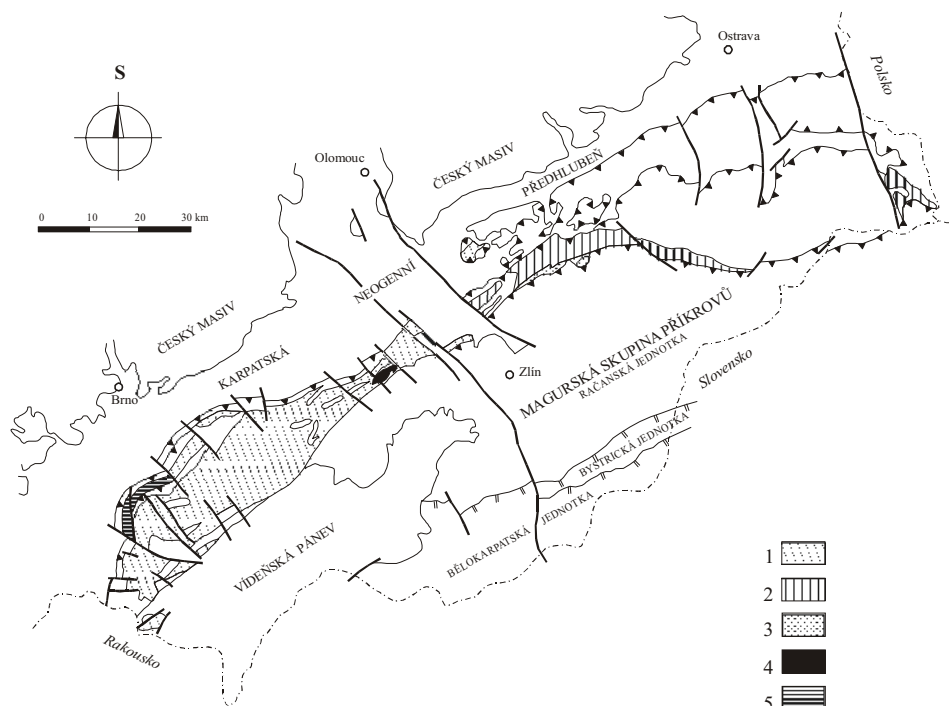 Ostrava
Polsko
S
Olomouc
ČESKÝ MASIV
PŘEDHLUBEŇ
0 10 20 30 km
NEOGENNÍ
ČESKÝ MASIV
KARPATSKÁ
MAGURSKÁ SKUPINA PŘÍKROVŮ
RAČANSKÁ JEDNOTKA
Zlín
Slovensko
Brno
BYSTRICKÁ JEDNOTKA
BĚLOKARPATSKÁ JEDNOTKA
VÍDEŇSKÁ PÁNEV
Rakousko
1
2
3
4
5